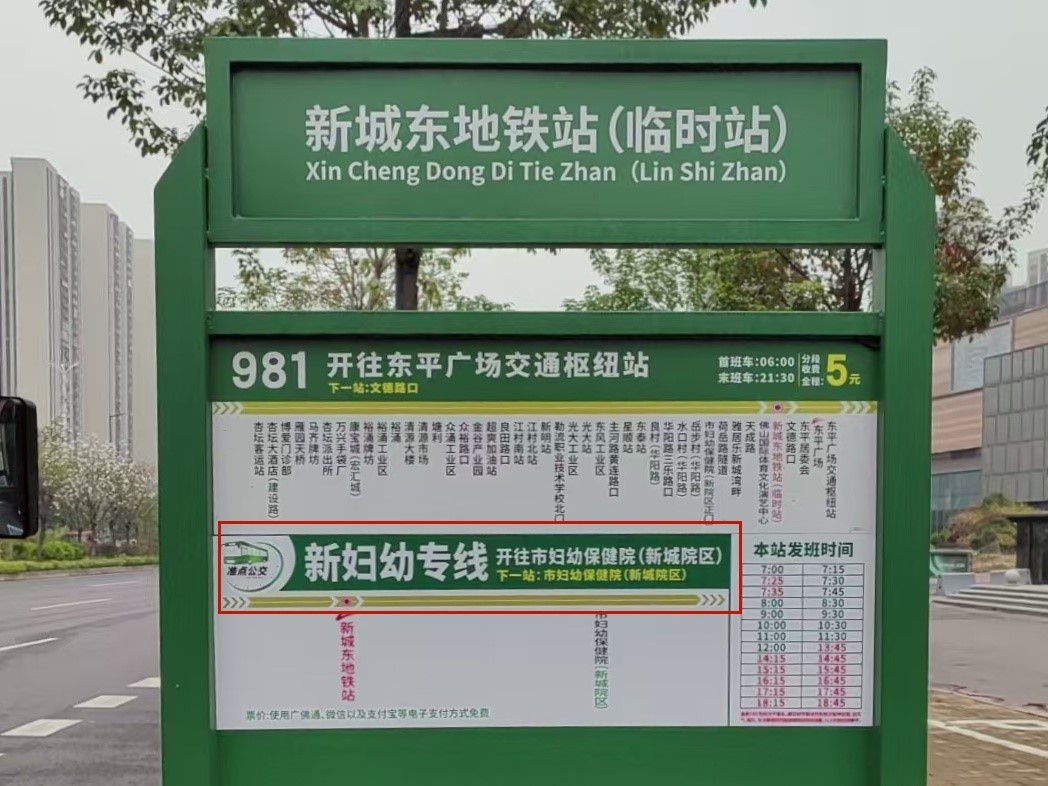 新城东地铁站（临时站）
Xin Cheng Dong Di Tie Zhan（Lin Shi Zhan）
981
开往东平广场交通枢纽站
下一站：文德路口
首班车：06:00
末班车：21:30
分段
收费
全程：5元
杏坛客运站
杏坛大酒店（建设路）
博爱门诊部
雁园天桥
马齐牌坊
杏坛派出所
万兴手袋厂
康宝城（宏汇城）
裕涌牌坊
裕涌工业区
裕涌
清源大楼
清源市场
塘利
众涌工业区
众裕路口
金谷产业园
超爽加油站
良田路口
江村南站
江村北站
新明站
勒流职业技术学校北门
光大工业区
光大站
东风工业区
主河路黄连路口
星顺站
东泰站
良村（华阳路）
华阳路三乐路口
水口村（华阳路）
岳步村（华阳路）
市妇幼保健院（新院区正门）
荷岳路隧道
雅居乐新城湾畔
天成路
佛山国际体育文化演艺中心
新城东地铁站（临时站）
文德路口
东平居委会
东平广场
东平广场交通枢纽站
准点公交
新妇幼专线
开往市妇幼保健院（新城院区）
下一站：市妇幼保健院（新城院区）
新城东地铁站
市妇幼保健院（新城院区）
票价：使用广佛通、微信以及支付宝等电子支付方式免费
本站发班时间
7:00 7:15
7:25 7:30
7:35 7:45
8:00 8:30
9:00 9:30
10:00 10:30
11:00 11:30
12:00 13:45
14:15 14:45
15:15 15:45
16:15 16:45
17:15 17:45
18:15 18:45